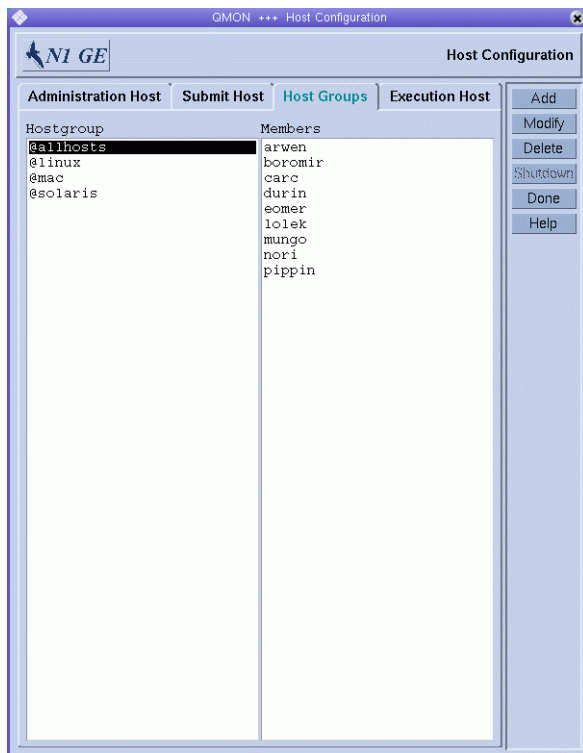 QMON +++ Host Configuration
N1 GE
Host Configuration
Administration Host
Submit Host
Host Groups
Execution Host
Hostgroup
@allhosts
@linux
@mac
@solaris
Members
arwen
boromir
carc
durin
eomer
lolek
mungo
nori
pippin
Add
Modify
Delete
Shutdown
Done
Help